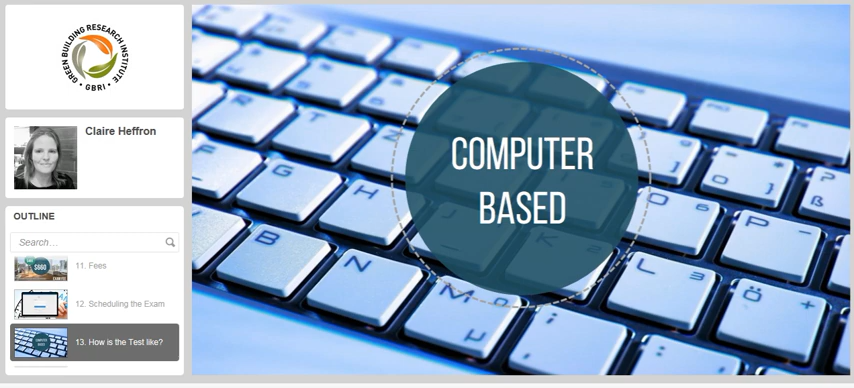 GREEN BUILDING RESEARCH INSTITUTE
• GBRI •
Claire Heffron
OUTLINE
Search...
11. Fees
12. Scheduling the Exam
13. How is the Test like?
COMPUTER
BASED
R
T
F
G
H
J
B
N
K
M
L
Ö
ß
µ